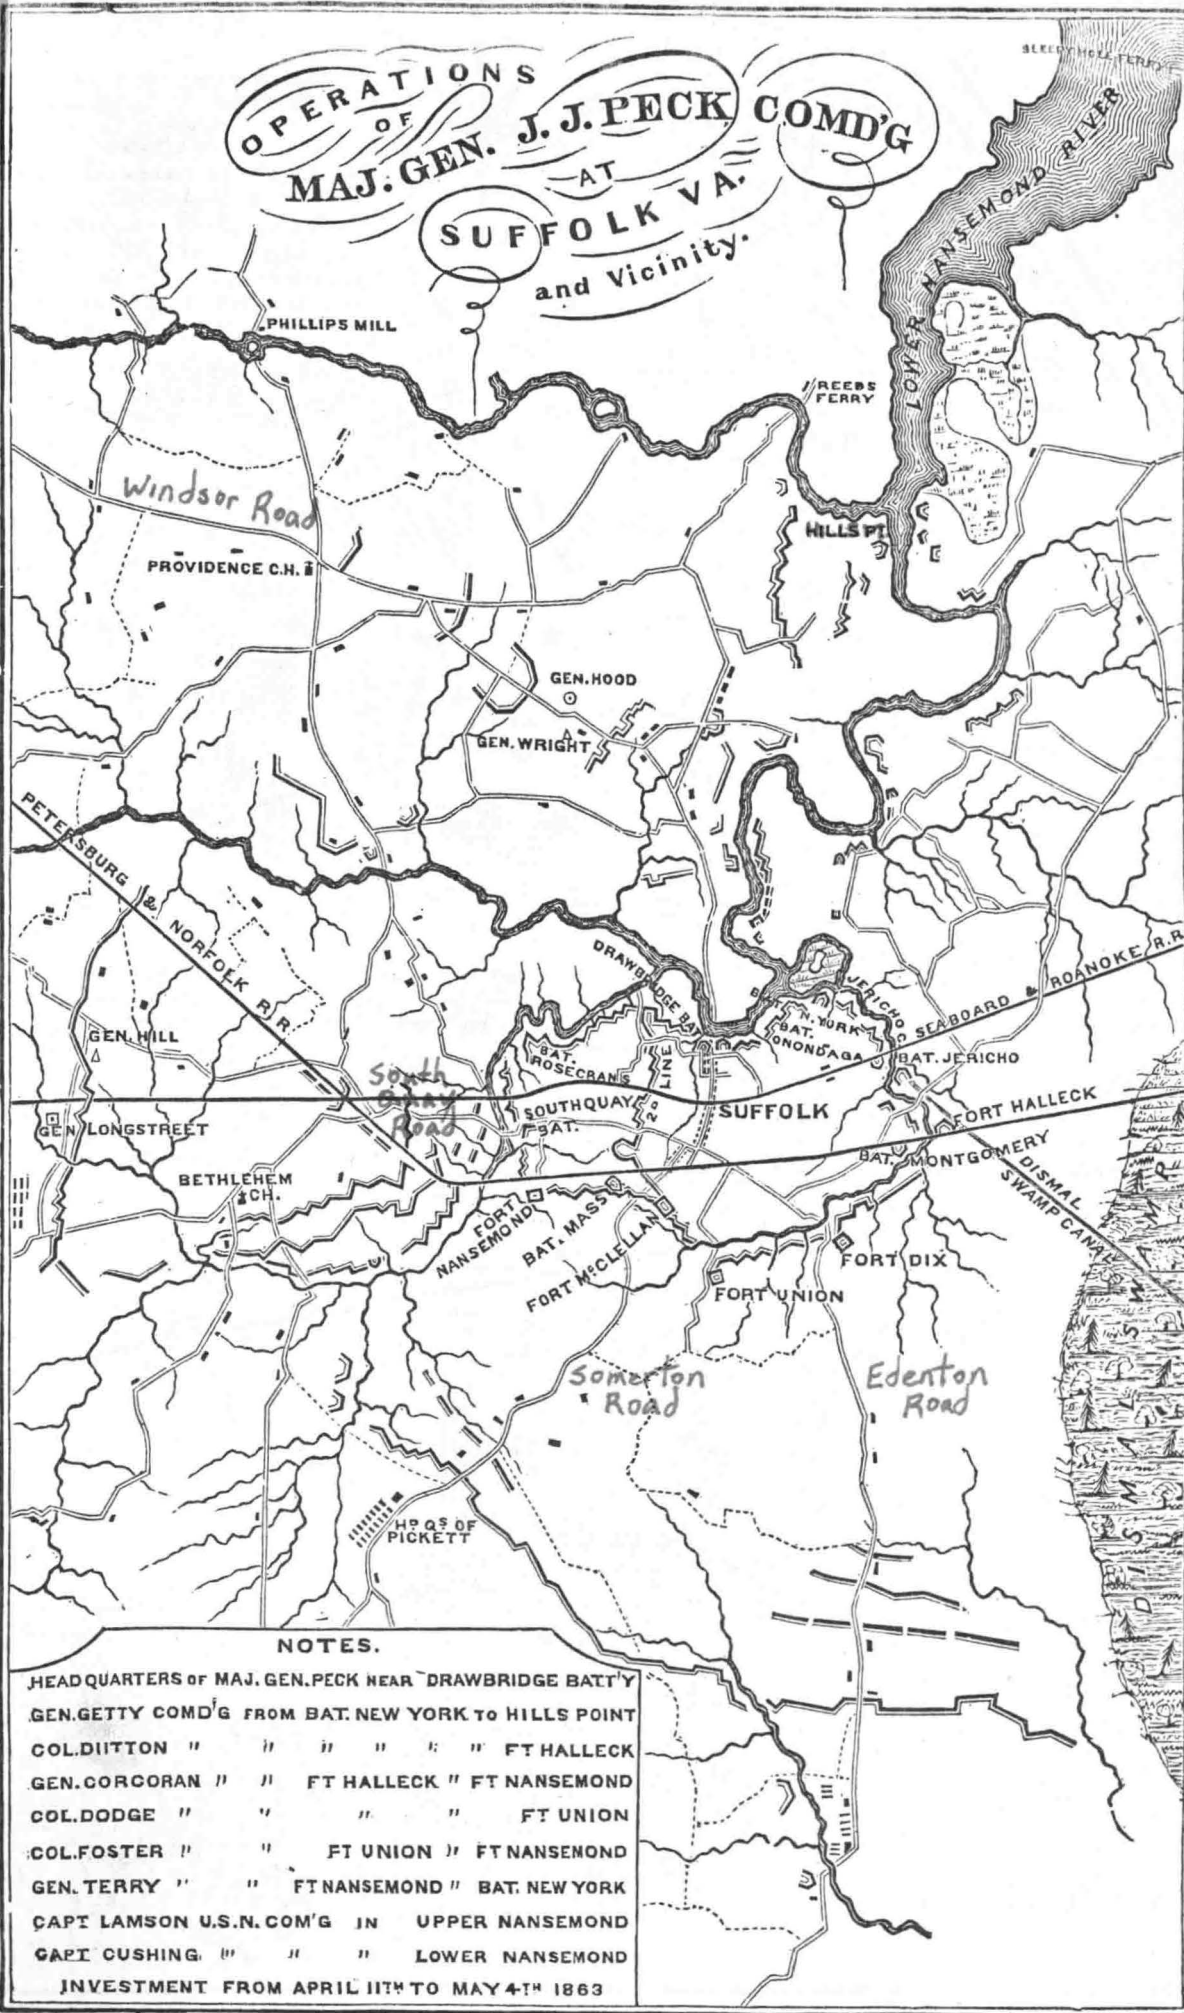 SLEEPY HOLE FERRY
OPERATIONS
OF
MAJ. GEN. J. J. PECK COMD'G
AT
SUFFOLK VA.
and Vicinity.
LOWER NANSEMOND RIVER
PHILLIPS MILL
REEBS
FERRY
Windsor Road
HILLS PT.
PROVIDENCE C.H.
GEN. HOOD
GEN. WRIGHT
PETERSBURG & NORFOLK R.R.
DRAWBRIDGE BAT
JERICHO C
SEABOARD & ROANOKE R.R.
BAT. N. YORK
BAT.
ONONDAGA
BAT. JERICHO
GEN. HILL
BAT.
ROSECRANS
South
Quay
Road
SOUTHQUAY
BAT.
2D LINE
SUFFOLK
FORT HALLECK
GEN LONGSTREET
BAT. MONTGOMERY
DISMAL
SWAMP CANAL
BETHLEHEM
CH.
FORT
NANSEMOND
BAT. MASS
FORT McCLELLAN
FORT DIX
FORT UNION
Somerton
Road
Edenton
Road
DISMAL SWAMP
HD QS OF
PICKETT
NOTES.
HEADQUARTERS OF MAJ. GEN. PECK NEAR DRAWBRIDGE BATT'Y
GEN. GETTY COMD'G FROM BAT. NEW YORK TO HILLS POINT
COL. DUTTON " " " " " " FT HALLECK
GEN. CORCORAN " " FT HALLECK " FT NANSEMOND
COL. DODGE " " " " FT UNION
COL. FOSTER " " FT UNION " FT NANSEMOND
GEN. TERRY " " FT NANSEMOND " BAT. NEW YORK
CAPT LAMSON U.S.N. COM'G IN UPPER NANSEMOND
CAPT CUSHING " " " LOWER NANSEMOND
INVESTMENT FROM APRIL 11TH TO MAY 4TH 1863